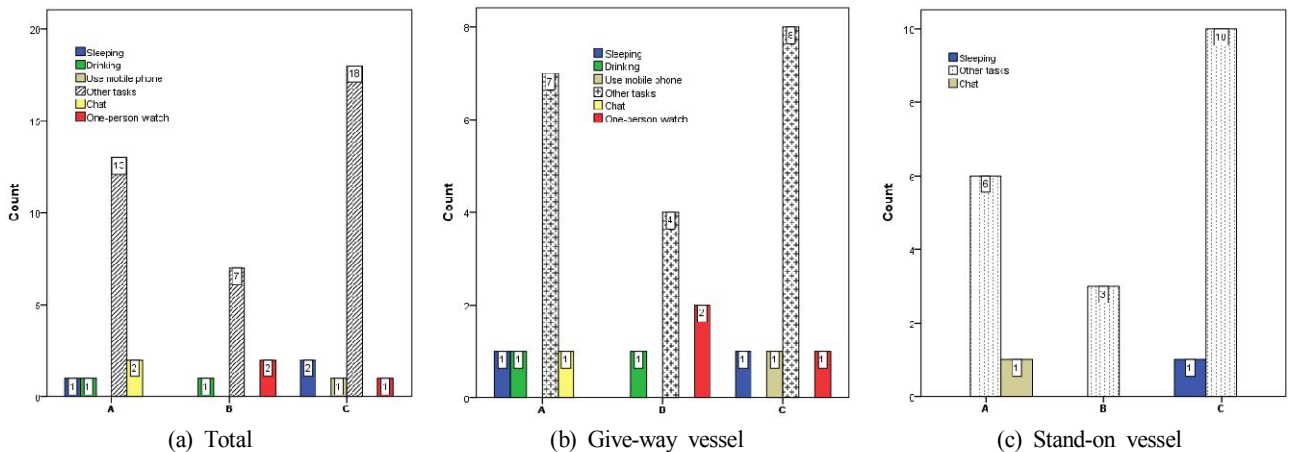 20
15
10
5
0
Count
Sleeping
Drinking
Use mobile phone
Other tasks
Chat
One-person watch
1
1
13
2
1
7
2
2
1
18
1
A
B
C
(a) Total
8
6
4
2
0
Count
Sleeping
Drinking
Use mobile phone
Other tasks
Chat
One-person watch
1
1
7
1
1
4
2
1
1
8
1
A
B
C
(b) Give-way vessel
10
8
6
4
2
0
Count
Sleeping
Other tasks
Chat
6
1
3
1
10
A
B
C
(c) Stand-on vessel